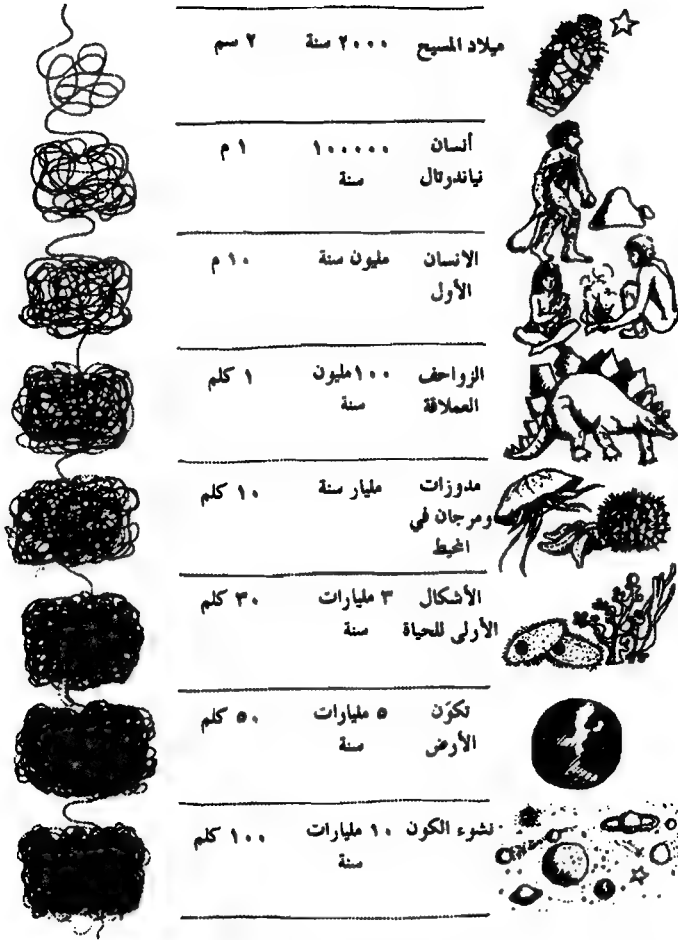 ميلاد المسيح ٢٠٠٠ سنة ٢ سم
أنسان ١٠٠٠٠٠ ١ م
نياندرتال سنة
الانسان مليون سنة ١٠ م
الأول
الزواحف ١٠٠مليون ١ كلم
العملاقة سنة
مدوزات مليار سنة ١٠ كلم
ومرجان في
المحيط
الأشكال ٣ مليارات ٣٠ كلم
الأولى للحياة سنة
تكوّن ٥ مليارات ٥٠ كلم
الأرض سنة
نشوء الكون ١٠ مليارات ١٠٠ كلم
سنة